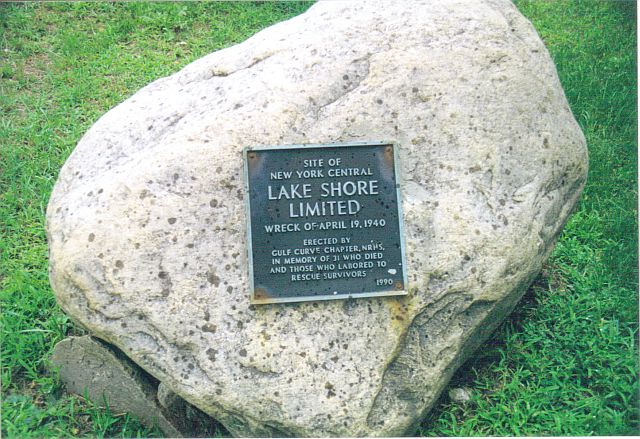 SITE OF
NEW YORK CENTRAL
LAKE SHORE
LIMITED
WRECK OF APRIL 19, 1940
ERECTED BY
GULF CURVE CHAPTER, NRHS,
IN MEMORY OF 31 WHO DIED
AND THOSE WHO LABORED TO
RESCUE SURVIVORS
1990